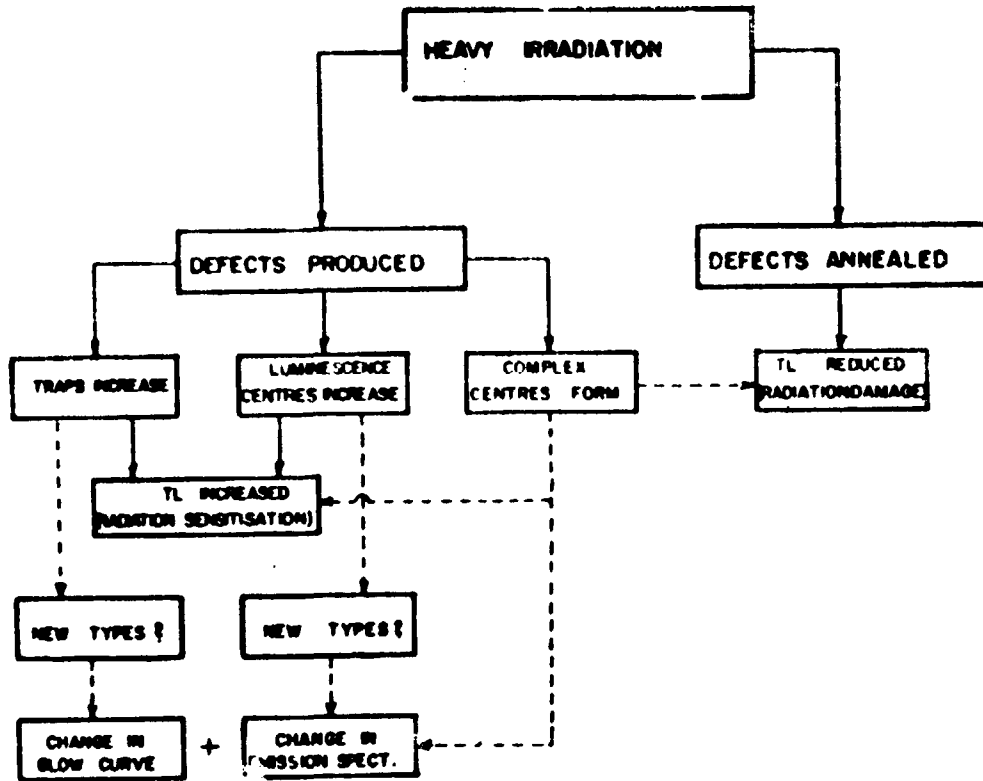 HEAVY IRRADIATION
DEFECTS PRODUCED
DEFECTS ANNEALED
TRAPS INCREASE
LUMINESCENCE
CENTRES INCREASE
COMPLEX
CENTRES FORM
TL REDUCED
(RADIATION DAMAGE)
TL INCREASED
(RADIATION SENSITISATION)
NEW TYPES ?
NEW TYPES ?
CHANGE IN
GLOW CURVE
+
CHANGE IN
EMISSION SPECT.